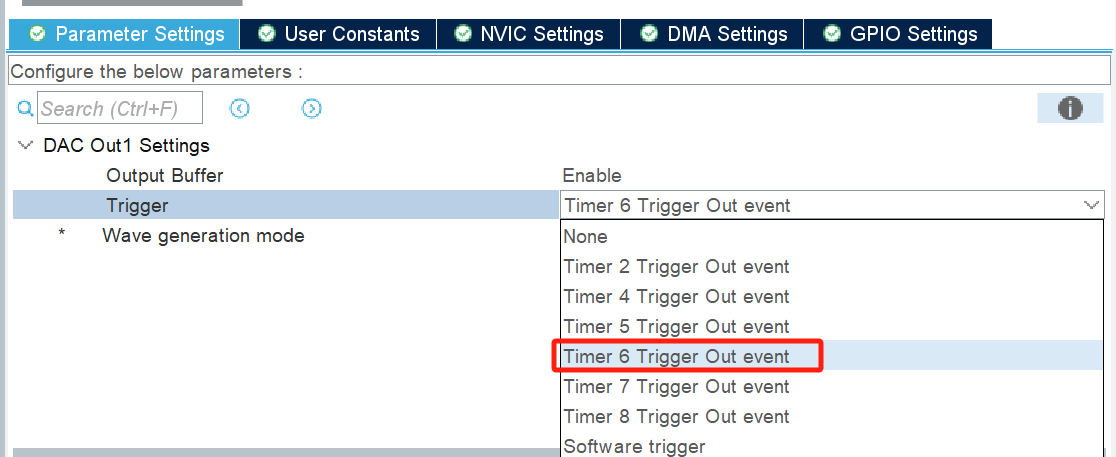 Parameter Settings User Constants NVIC Settings DMA Settings GPIO Settings
Configure the below parameters :
Search (Ctrl+F)
DAC Out1 Settings
Output Buffer Enable
Trigger Timer 6 Trigger Out event
* Wave generation mode
None
Timer 2 Trigger Out event
Timer 4 Trigger Out event
Timer 5 Trigger Out event
Timer 6 Trigger Out event
Timer 7 Trigger Out event
Timer 8 Trigger Out event
Software trigger